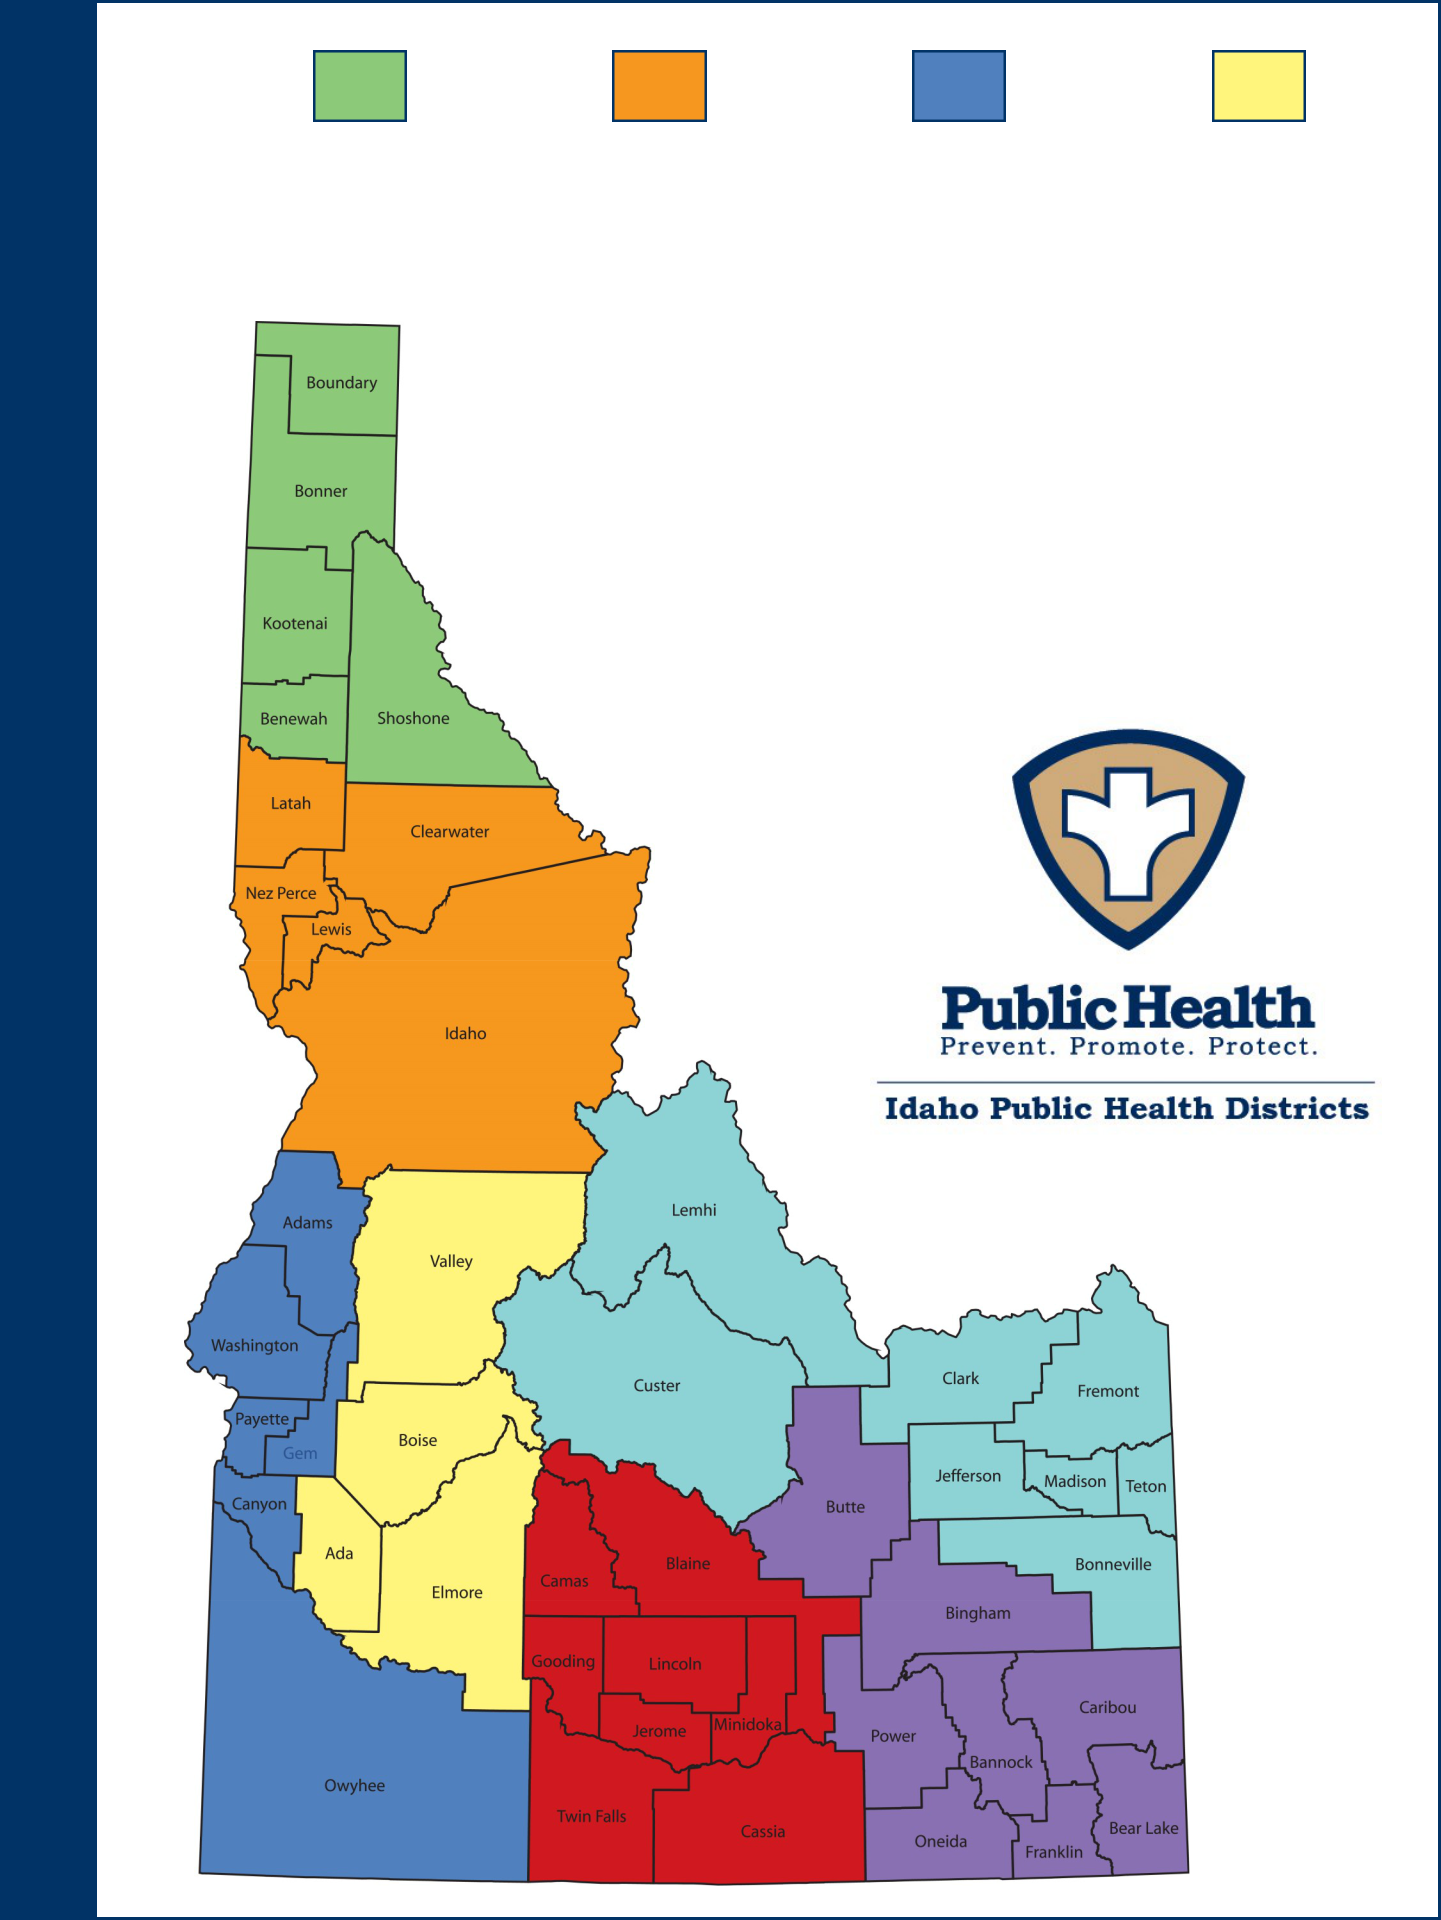 Boundary
Bonner
Kootenai
Benewah
Shoshone
Latah
Clearwater
Nez Perce
Lewis
Idaho
Public Health
Prevent. Promote. Protect.
Idaho Public Health Districts
Adams
Lemhi
Valley
Washington
Custer
Clark
Fremont
Payette
Boise
Gem
Jefferson
Madison
Teton
Canyon
Butte
Ada
Blaine
Bonneville
Camas
Elmore
Bingham
Gooding
Lincoln
Caribou
Jerome
Minidoka
Power
Bannock
Owyhee
Twin Falls
Cassia
Bear Lake
Oneida
Franklin